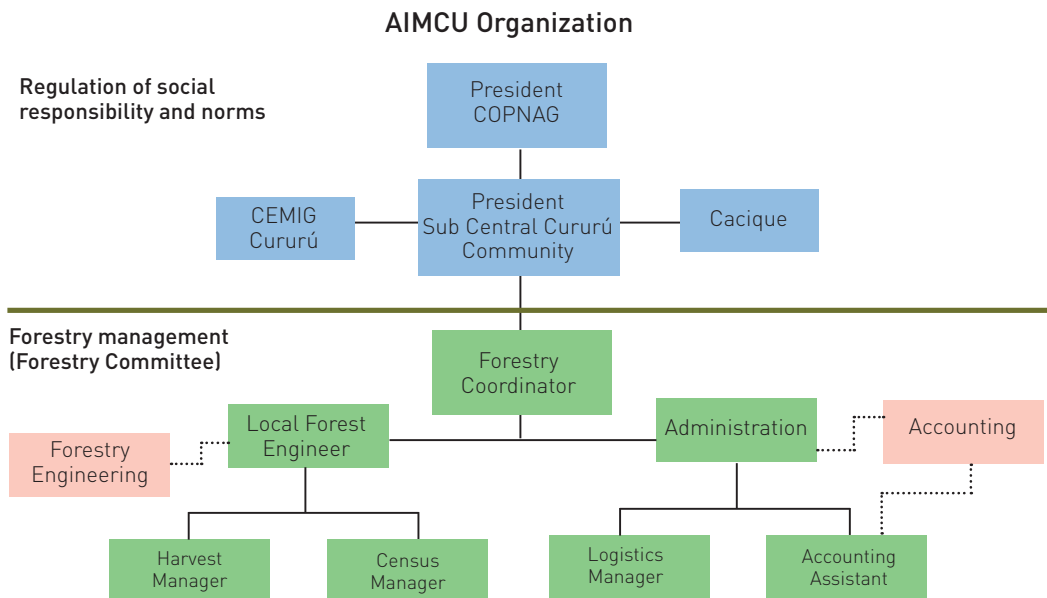 AIMCU Organization
Regulation of social
responsibility and norms
President
COPNAG
CEMIG
Cururú
President
Sub Central Cururú
Community
Cacique
Forestry management
(Forestry Committee)
Forestry
Coordinator
Forestry
Engineering
Local Forest
Engineer
Administration
Accounting
Harvest
Manager
Census
Manager
Logistics
Manager
Accounting
Assistant